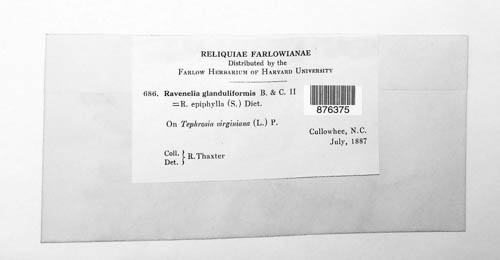 RELIQUIAE FARLOWIANAE
Distributed by the
FARLOW HERBARIUM OF HARVARD UNIVERSITY
686. Ravenelia glanduliformis B. & C. II
=R. epiphylla (S.) Diet.
876375
On Tephrosia virginiana (L.) P.
Cullowhee, N.C.
July, 1887
Coll. } R. Thaxter
Det.